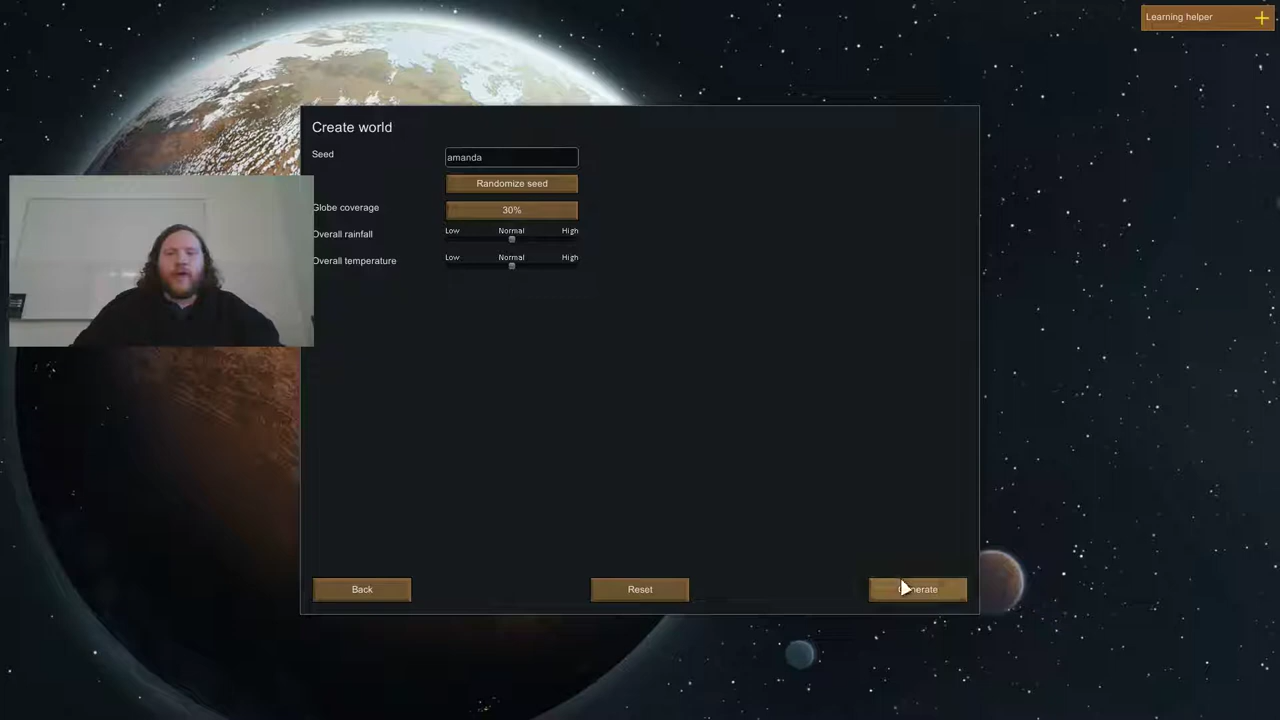 Learning helper
Create world
Seed
amanda
Randomize seed
Globe coverage
30%
Overall rainfall
Low Normal High
Overall temperature
Low Normal High
Back
Reset